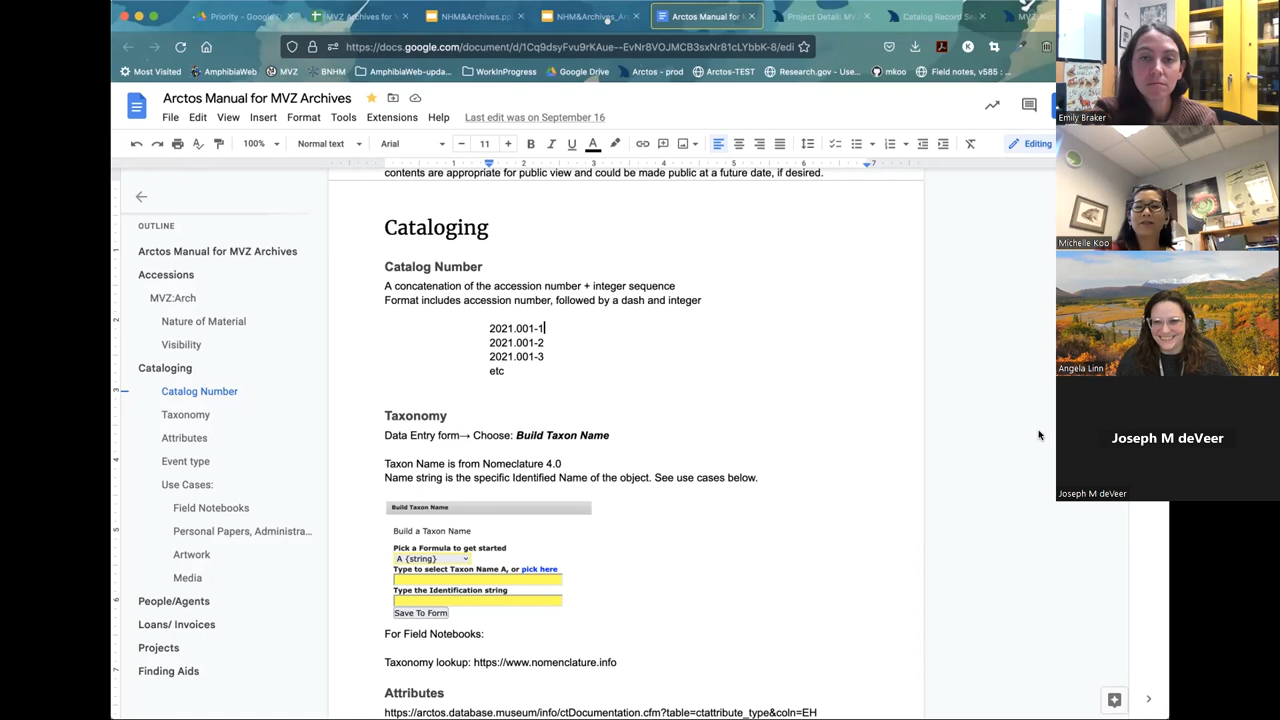 Priority - Google
MVZ Archives for
NHM&Archives.pp
NHM&Archives_Ar
Arctos Manual for
Project Detail: MV
Catalog Record Se
https://docs.google.com/document/d/1Cq9dsyFvu9rKAue--EvNr8VOJMCB3sxNr81cLYbbK-8/edi
Most Visited
AmphibiaWeb
MVZ
BNHM
AmphibiaWeb-upda...
WorkInProgress
Google Drive
Arctos - prod
Arctos-TEST
Research.gov - Use...
mkoo
Field notes, v585 : ...
Arctos Manual for MVZ Archives
File Edit View Insert Format Tools Extensions Help Last edit was on September 16
100% Normal text Arial 11 Editing
1 2 3 4 5 6 7
OUTLINE
Arctos Manual for MVZ Archives
Accessions
MVZ:Arch
Nature of Material
Visibility
Cataloging
Catalog Number
Taxonomy
Attributes
Event type
Use Cases:
Field Notebooks
Personal Papers, Administra...
Artwork
Media
People/Agents
Loans/ Invoices
Projects
Finding Aids
contents are appropriate for public view and could be made public at a future date, if desired.
Cataloging
Catalog Number
A concatenation of the accession number + integer sequence
Format includes accession number, followed by a dash and integer
2021.001-1
2021.001-2
2021.001-3
etc
Taxonomy
Data Entry form→ Choose: Build Taxon Name
Taxon Name is from Nomeclature 4.0
Name string is the specific Identified Name of the object. See use cases below.
Build Taxon Name
Build a Taxon Name
Pick a Formula to get started
A {string}
Type to select Taxon Name A, or pick here
Type the Identification string
Save To Form
For Field Notebooks:
Taxonomy lookup: https://www.nomenclature.info
Attributes
https://arctos.database.museum/info/ctDocumentation.cfm?table=ctattribute_type&coln=EH
Emily Braker
Michelle Koo
Angela Linn
Joseph M deVeer
Joseph M deVeer